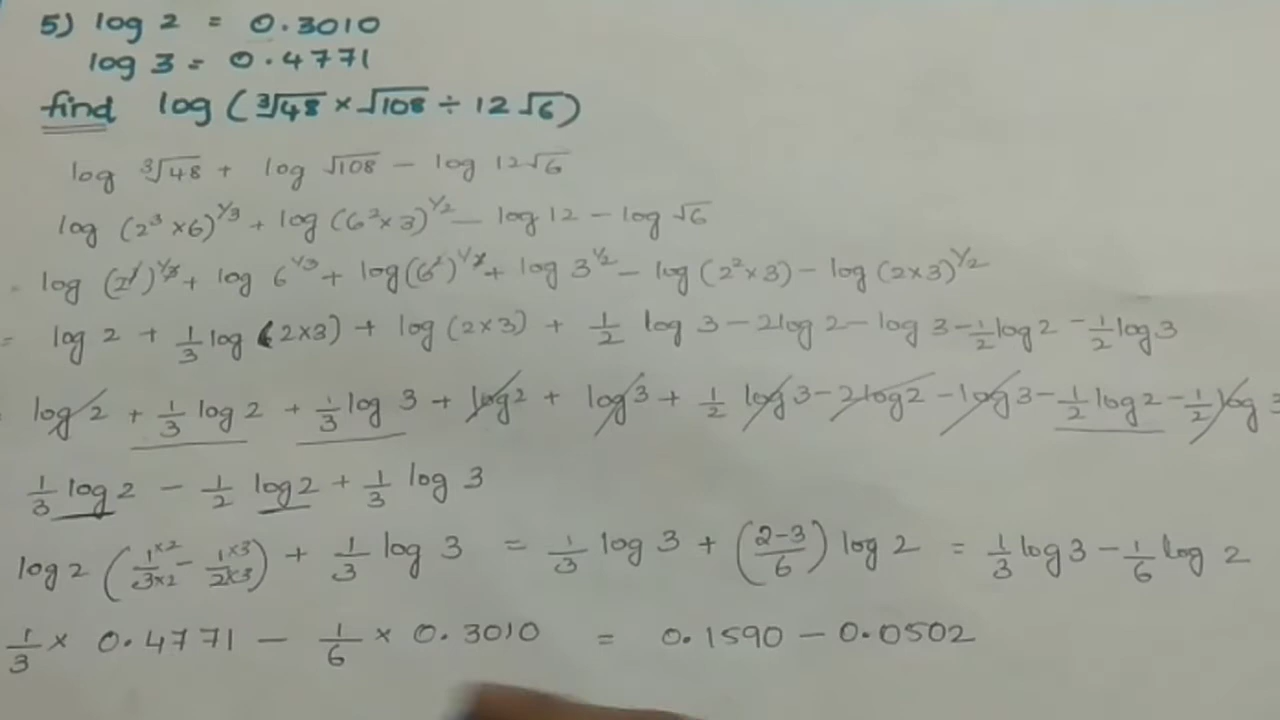 5) log 2 = 0.3010
log 3 = 0.4771
find log (∛48 × √108 ÷ 12 √6)
log ∛48 + log √108 − log 12√6
log (2³ × 6)^1/3 + log (6² × 3)^1/2 − log 12 − log √6
log (2³)^1/3 + log 6^1/3 + log (6²)^1/2 + log 3^1/2 − log (2² × 3) − log (2 × 3)^1/2
= log 2 + 1/3 log (2 × 3) + log (2 × 3) + 1/2 log 3 − 2 log 2 − log 3 − 1/2 log 2 − 1/2 log 3
log 2 + 1/3 log 2 + 1/3 log 3 + log 2 + log 3 + 1/2 log 3 − 2 log 2 − log 3 − 1/2 log 2 − 1/2 log 3
1/3 log 2 − 1/2 log 2 + 1/3 log 3
log 2 (1×2/3×2 − 1×3/2×3) + 1/3 log 3 = 1/3 log 3 + (2−3/6) log 2 = 1/3 log 3 − 1/6 log 2
1/3 × 0.4771 − 1/6 × 0.3010 = 0.1590 − 0.0502